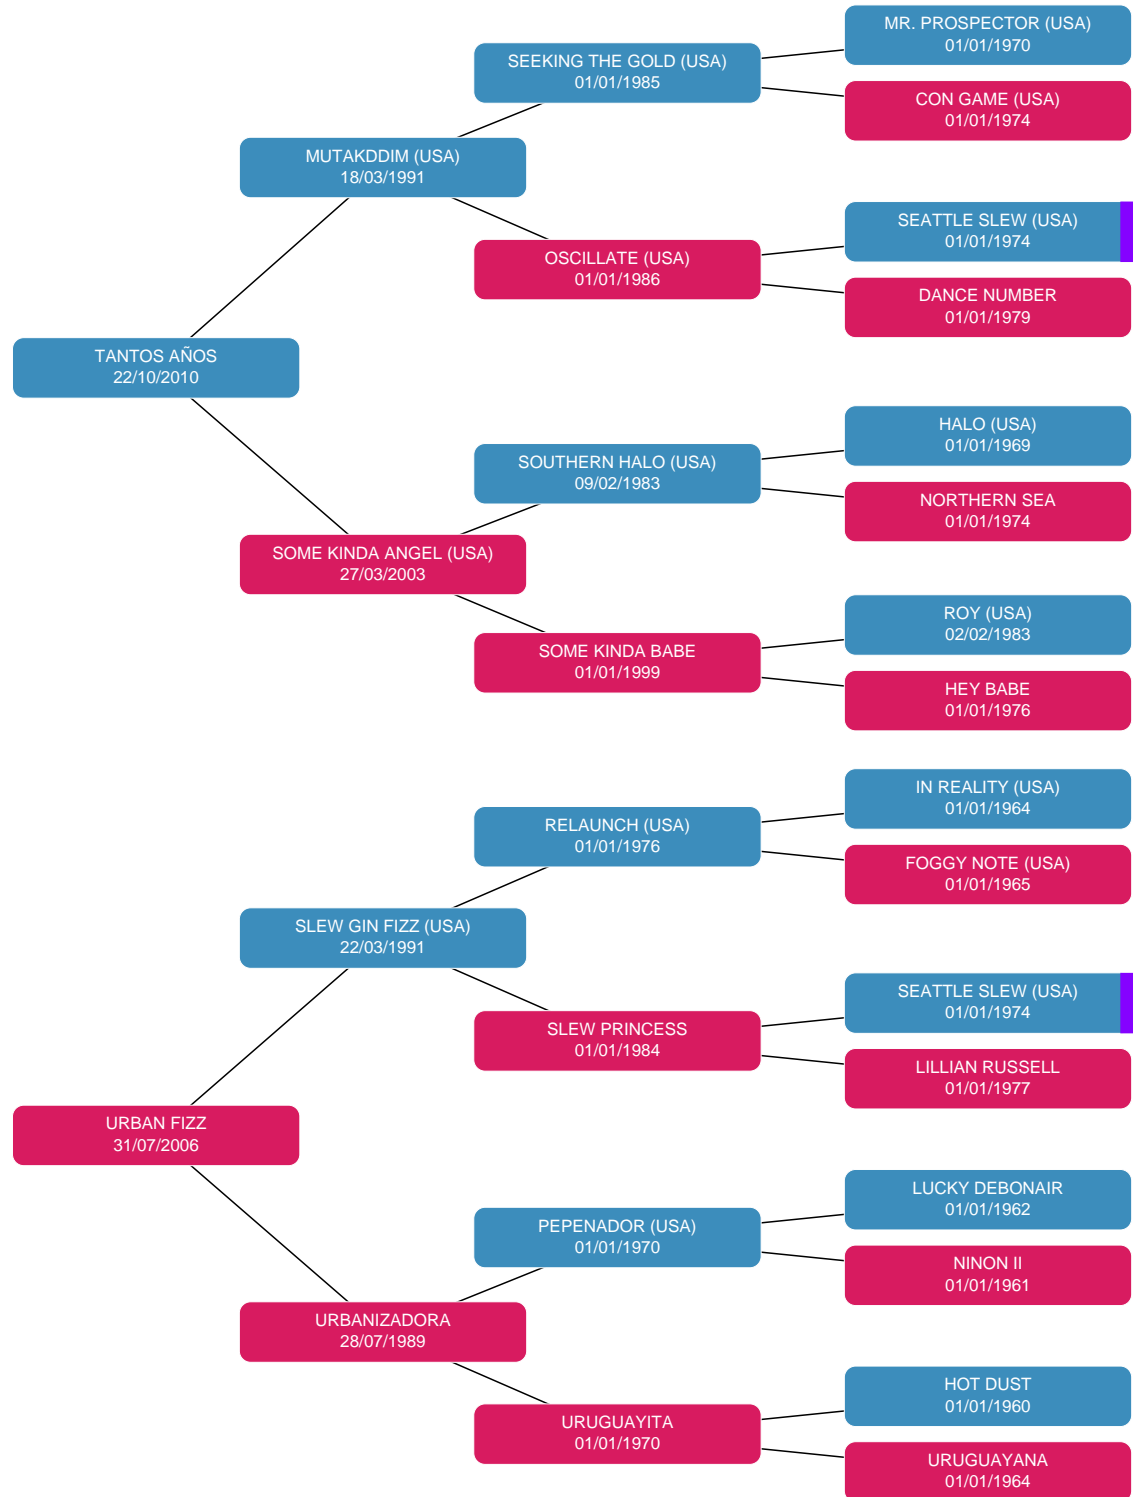 MR. PROSPECTOR (USA)
01/01/1970
SEEKING THE GOLD (USA)
01/01/1985
CON GAME (USA)
01/01/1974
MUTAKDDIM (USA)
18/03/1991
SEATTLE SLEW (USA)
01/01/1974
OSCILLATE (USA)
01/01/1986
DANCE NUMBER
01/01/1979
TANTOS AÑOS
22/10/2010
HALO (USA)
01/01/1969
SOUTHERN HALO (USA)
09/02/1983
NORTHERN SEA
01/01/1974
SOME KINDA ANGEL (USA)
27/03/2003
ROY (USA)
02/02/1983
SOME KINDA BABE
01/01/1999
HEY BABE
01/01/1976
IN REALITY (USA)
01/01/1964
RELAUNCH (USA)
01/01/1976
FOGGY NOTE (USA)
01/01/1965
SLEW GIN FIZZ (USA)
22/03/1991
SEATTLE SLEW (USA)
01/01/1974
SLEW PRINCESS
01/01/1984
LILLIAN RUSSELL
01/01/1977
URBAN FIZZ
31/07/2006
LUCKY DEBONAIR
01/01/1962
PEPENADOR (USA)
01/01/1970
NINON II
01/01/1961
URBANIZADORA
28/07/1989
HOT DUST
01/01/1960
URUGUAYITA
01/01/1970
URUGUAYANA
01/01/1964